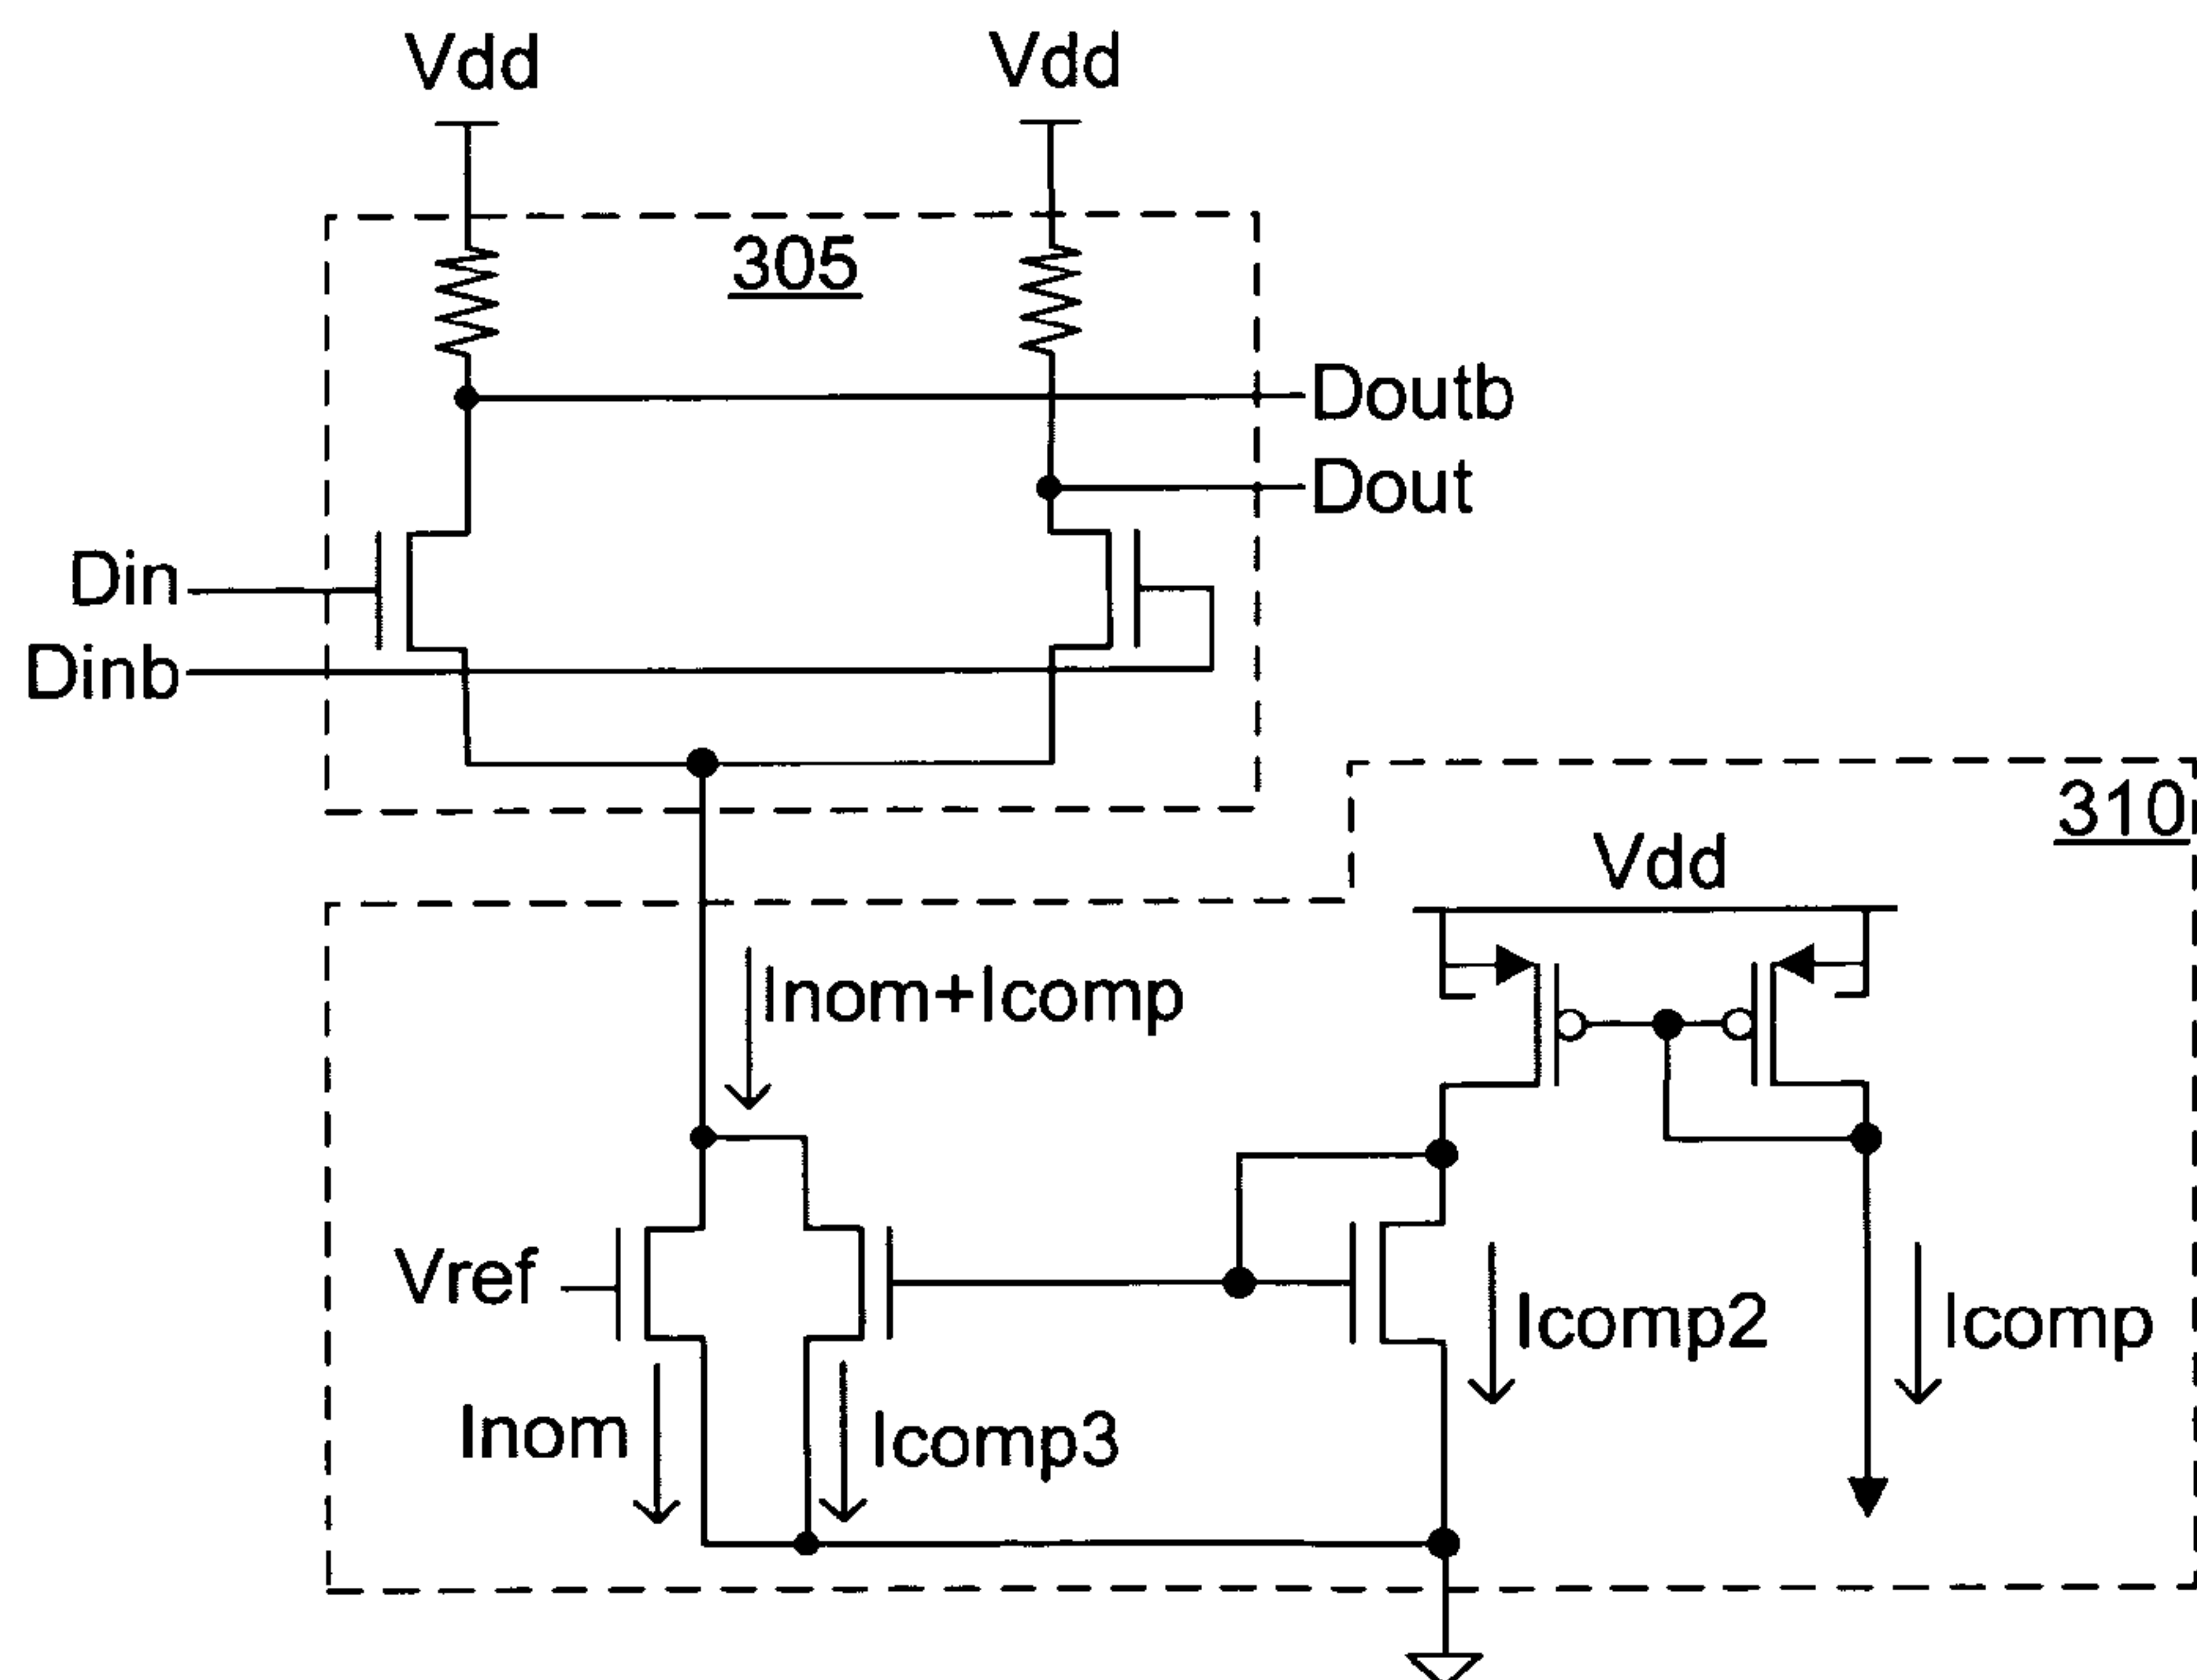 Vdd
Vdd
305
Doutb
Dout
Din
Dinb
310
Vdd
Inom+Icomp
Vref
Icomp2
Icomp
Inom
Icomp3